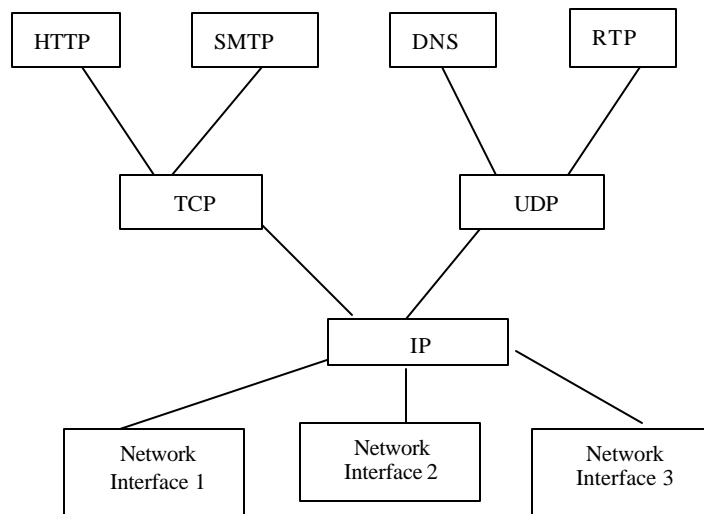 HTTP
SMTP
DNS
RTP
TCP
UDP
IP
Network
Interface 1
Network
Interface 2
Network
Interface 3